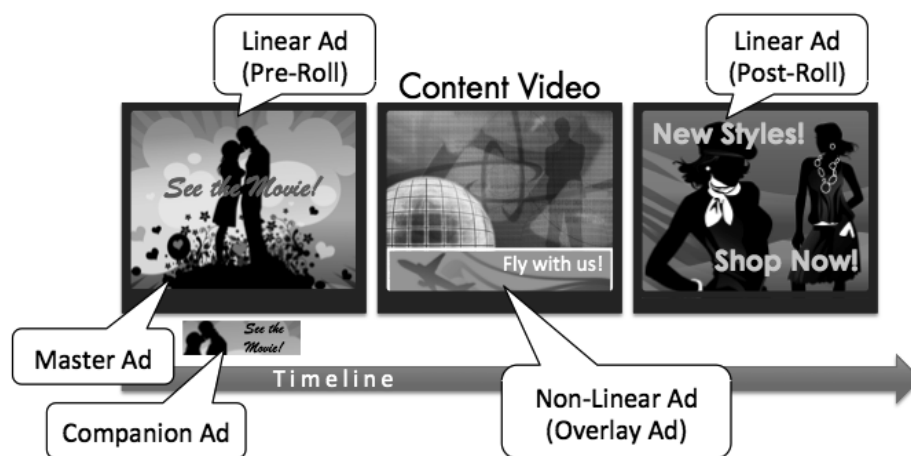 Linear Ad
(Pre-Roll)
Linear Ad
(Post-Roll)
Content Video
See the Movie!
Fly with us!
New Styles!
Shop Now!
See the
Movie!
Master Ad
Timeline
Companion Ad
Non-Linear Ad
(Overlay Ad)